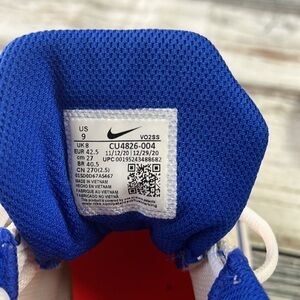 US
9
VO2BS
UK 8
CU4826-004
EUR 42.5
11/12/20 | 12/29/20
cm 27
UPC 00195243488682
BR 40.5
CN 270(2.5)
MADE IN VIETNAM
HECHO EN VIETNAM
FABRIQUÉ AU VIETNAM